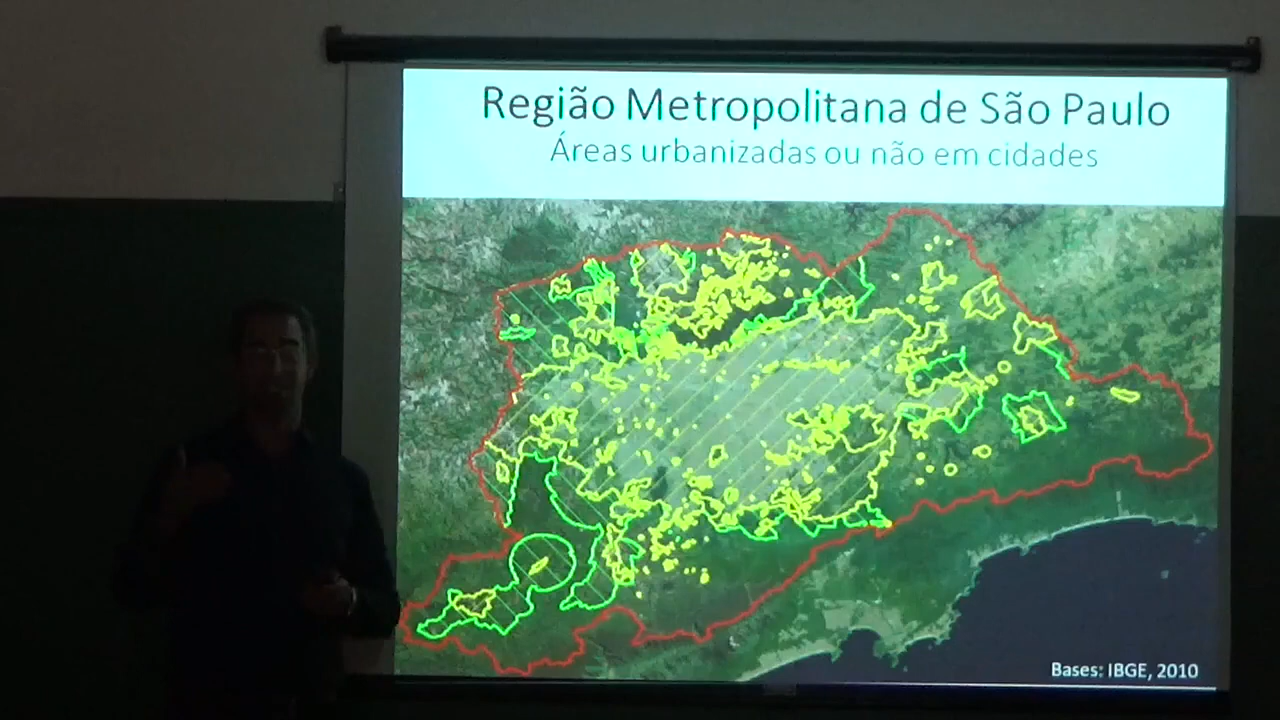 Região Metropolitana de São Paulo
Áreas urbanizadas ou não em cidades
Bases: IBGE, 2010